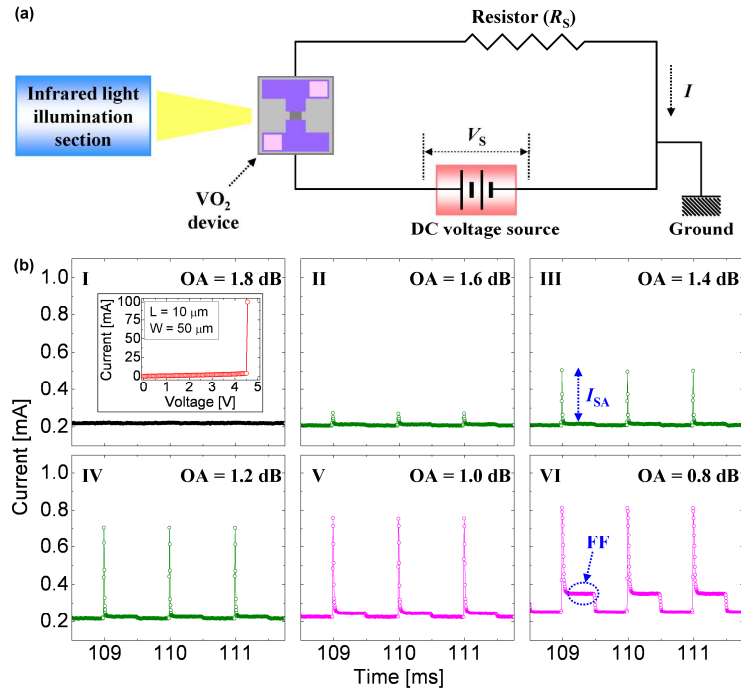 (a)
Resistor (RS)
Infrared light
illumination
section
I
VS
VO2
device
DC voltage source
Ground
(b)
I OA = 1.8 dB
L = 10 μm
W = 50 μm
Current [mA]
100
75
50
25
0
0 1 2 3 4 5
Voltage [V]
II OA = 1.6 dB
III OA = 1.4 dB
ISA
IV OA = 1.2 dB
V OA = 1.0 dB
VI OA = 0.8 dB
FF
Current [mA]
1.0
0.8
0.6
0.4
0.2
1.0
0.8
0.6
0.4
0.2
109 110 111 109 110 111 109 110 111
Time [ms]